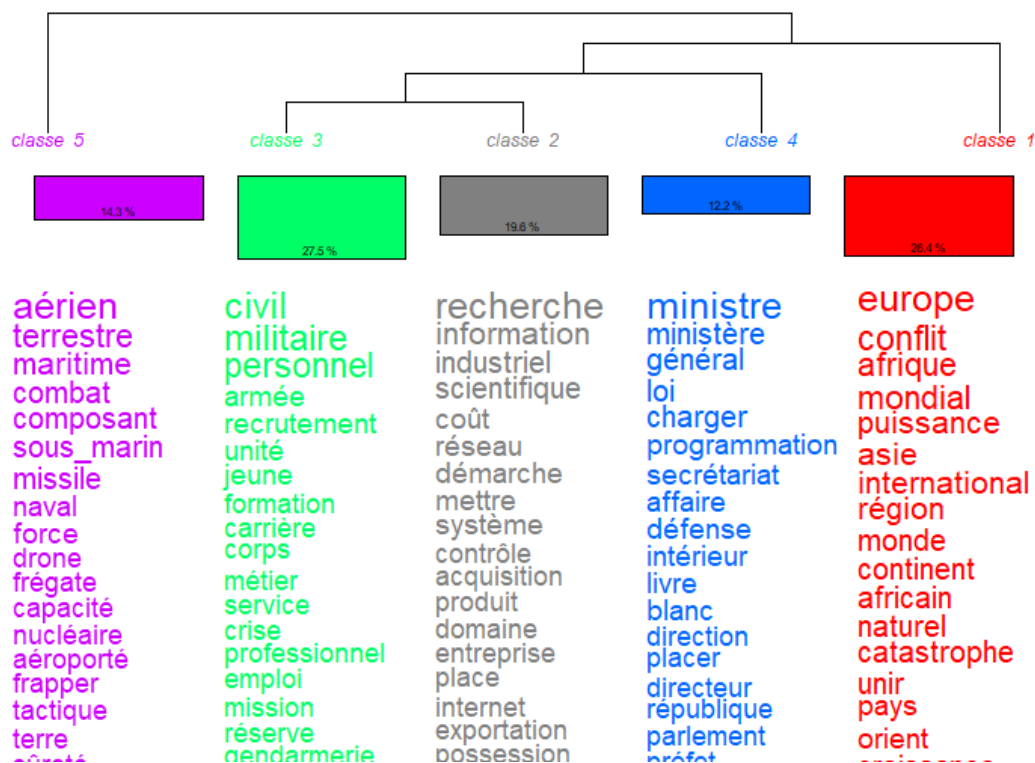 classe 5
classe 3
classe 2
classe 4
classe 1
14.3 %
27.5 %
19.6 %
12.2 %
26.4 %
aérien
terrestre
maritime
combat
composant
sous_marin
missile
naval
force
drone
frégate
capacité
nucléaire
aéroporté
frapper
tactique
terre
civil
militaire
personnel
armée
recrutement
unité
jeune
formation
carrière
corps
métier
service
crise
professionnel
emploi
mission
réserve
gendarmerie
recherche
information
industriel
scientifique
coût
réseau
démarche
mettre
système
contrôle
acquisition
produit
domaine
entreprise
place
internet
exportation
possession
ministre
ministère
général
loi
charger
programmation
secrétariat
affaire
défense
intérieur
livre
blanc
direction
placer
directeur
république
parlement
préfet
europe
conflit
afrique
mondial
puissance
asie
international
région
monde
continent
africain
naturel
catastrophe
unir
pays
orient